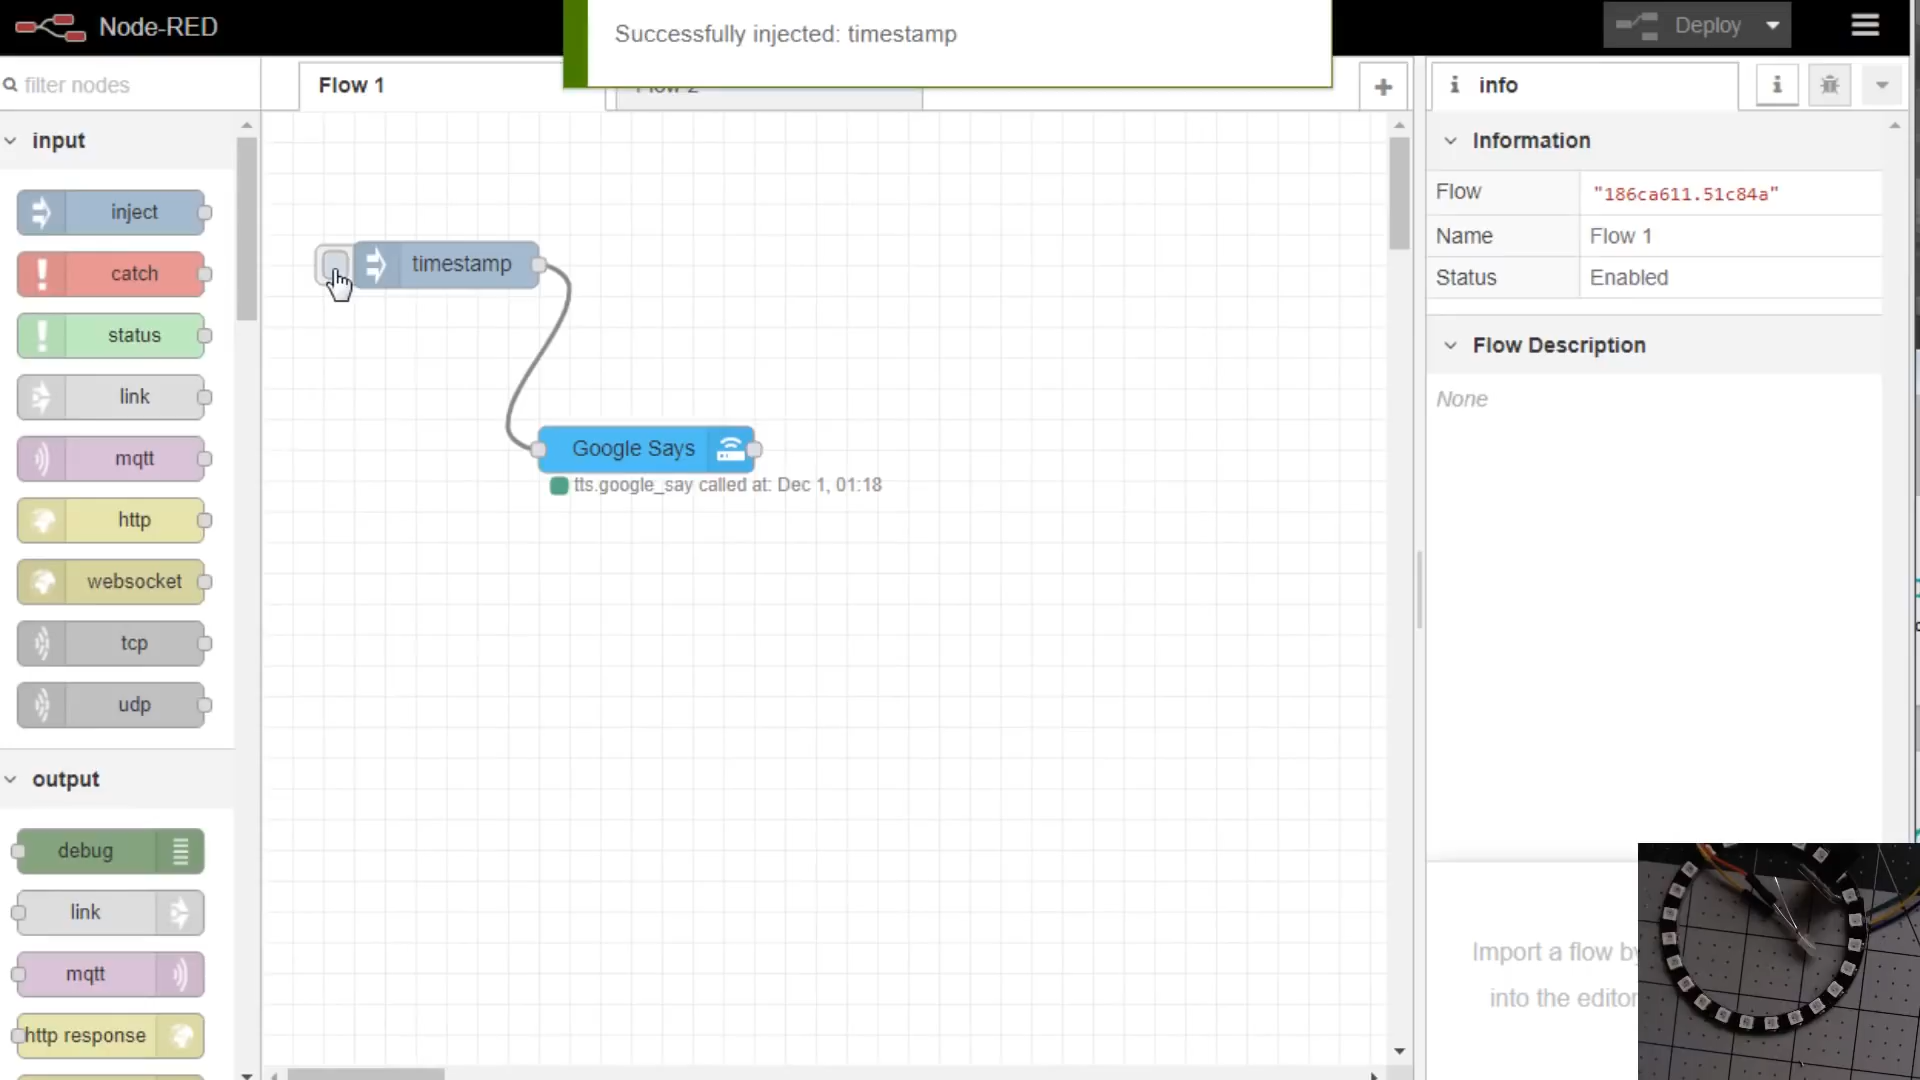 Node-RED
Successfully injected: timestamp
Deploy
filter nodes
Flow 1
info
input
inject
catch
status
link
mqtt
http
websocket
tcp
udp
output
debug
link
mqtt
http response
timestamp
Google Says
tts.google_say called at: Dec 1, 01:18
Information
Flow "186ca611.51c84a"
Name Flow 1
Status Enabled
Flow Description
None
Import a flow by
into the editor